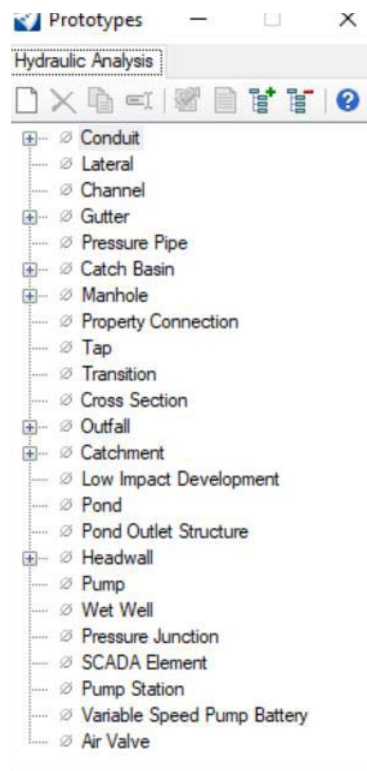 Prototypes
Hydraulic Analysis
Conduit
Lateral
Channel
Gutter
Pressure Pipe
Catch Basin
Manhole
Property Connection
Tap
Transition
Cross Section
Outfall
Catchment
Low Impact Development
Pond
Pond Outlet Structure
Headwall
Pump
Wet Well
Pressure Junction
SCADA Element
Pump Station
Variable Speed Pump Battery
Air Valve